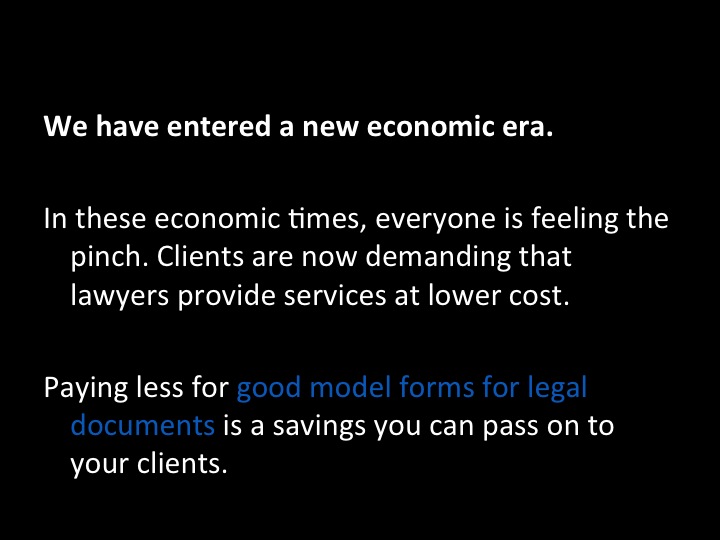 We have entered a new economic era.
In these economic times, everyone is feeling the
pinch. Clients are now demanding that
lawyers provide services at lower cost.
Paying less for good model forms for legal
documents is a savings you can pass on to
your clients.